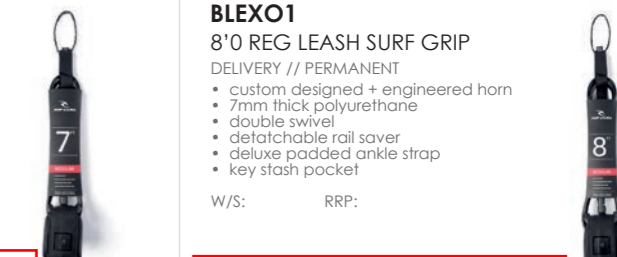 BLEXO1
8’0 REG LEASH SURF GRIP
DELIVERY // PERMANENT
• custom designed + engineered horn
• 7mm thick polyurethane
• double swivel
• detatchable rail saver
• deluxe padded ankle strap
• key stash pocket
W/S: RRP:
7
8